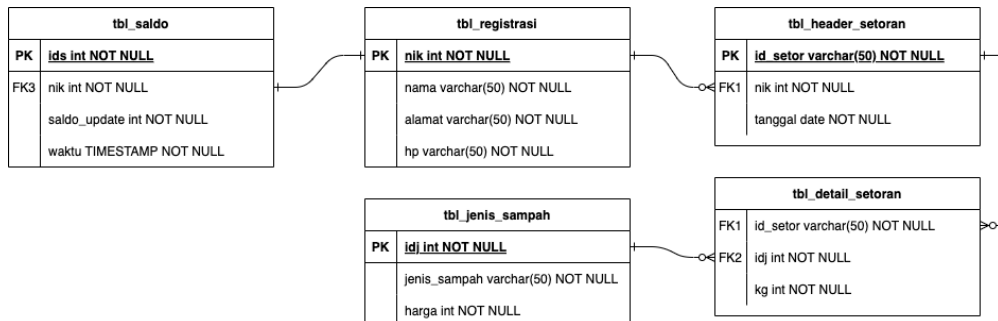 tbl_saldo
PK ids int NOT NULL
FK3 nik int NOT NULL
saldo_update int NOT NULL
waktu TIMESTAMP NOT NULL
tbl_registrasi
PK nik int NOT NULL
nama varchar(50) NOT NULL
alamat varchar(50) NOT NULL
hp varchar(50) NOT NULL
tbl_header_setoran
PK id_setor varchar(50) NOT NULL
FK1 nik int NOT NULL
tanggal date NOT NULL
tbl_jenis_sampah
PK idj int NOT NULL
jenis_sampah varchar(50) NOT NULL
harga int NOT NULL
tbl_detail_setoran
FK1 id_setor varchar(50) NOT NULL
FK2 idj int NOT NULL
kg int NOT NULL